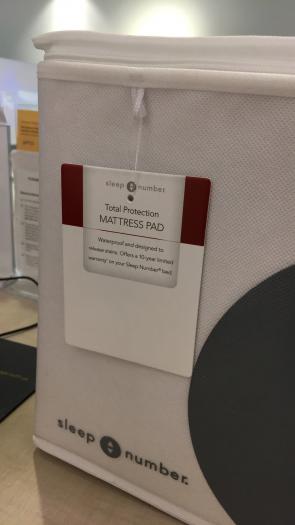 sleep number.
Total Protection
MATTRESS PAD
Waterproof and designed to
release stains. Offers a 10-year limited
warranty* on your Sleep Number® bed.
sleep number.